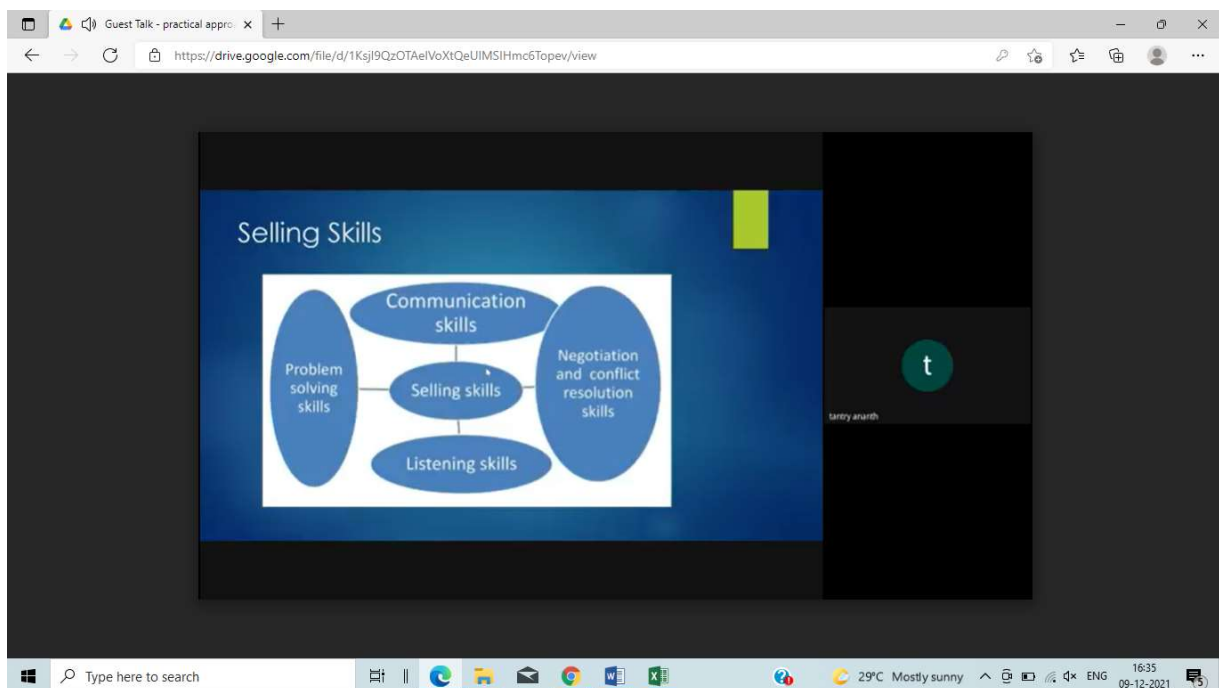 Guest Talk - practical appro
https://drive.google.com/file/d/1KsjI9QzOTAeIVoXtQeUIMSIHmc6Topev/view
Selling Skills
Communication
skills
Problem
solving
skills
Selling skills
Negotiation
and conflict
resolution
skills
Listening skills
t
tantry ananth
Type here to search
29°C Mostly sunny
ENG
16:35
09-12-2021
5